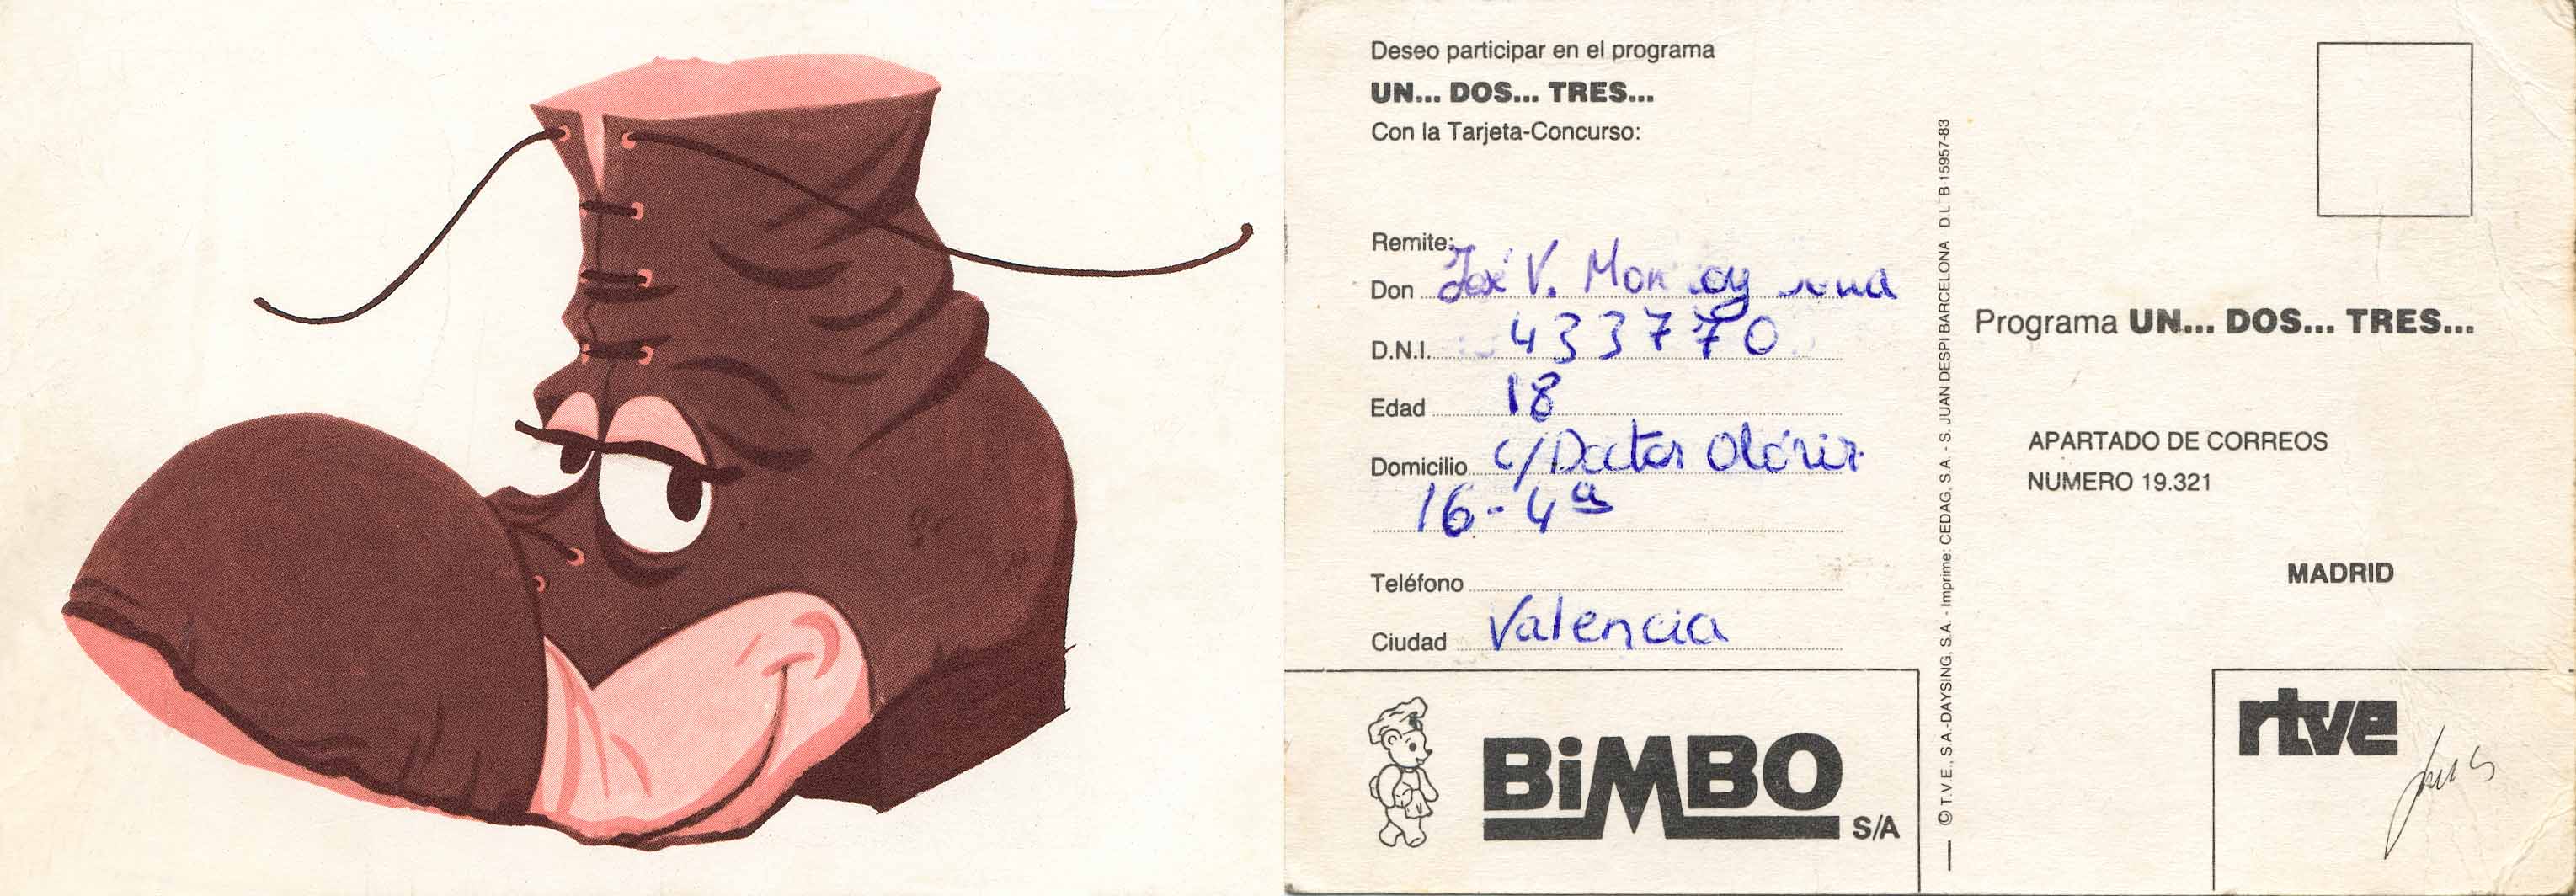 Deseo participar en el programa
UN... DOS... TRES...
Con la Tarjeta-Concurso:
Remite:
Don José V. Mon
D.N.I. 433770
Edad 18
Domicilio c/Doctor Olóriz
16-4ª
Teléfono
Ciudad Valencia
BiMBO S/A
© T.V.E., S.A.-DAYSING, S.A. - Imprime: CEDAG, S.A. - S. JUAN DESPI BARCELONA D.L. B 15957-83
Programa UN... DOS... TRES...
APARTADO DE CORREOS
NUMERO 19.321
MADRID
rtve